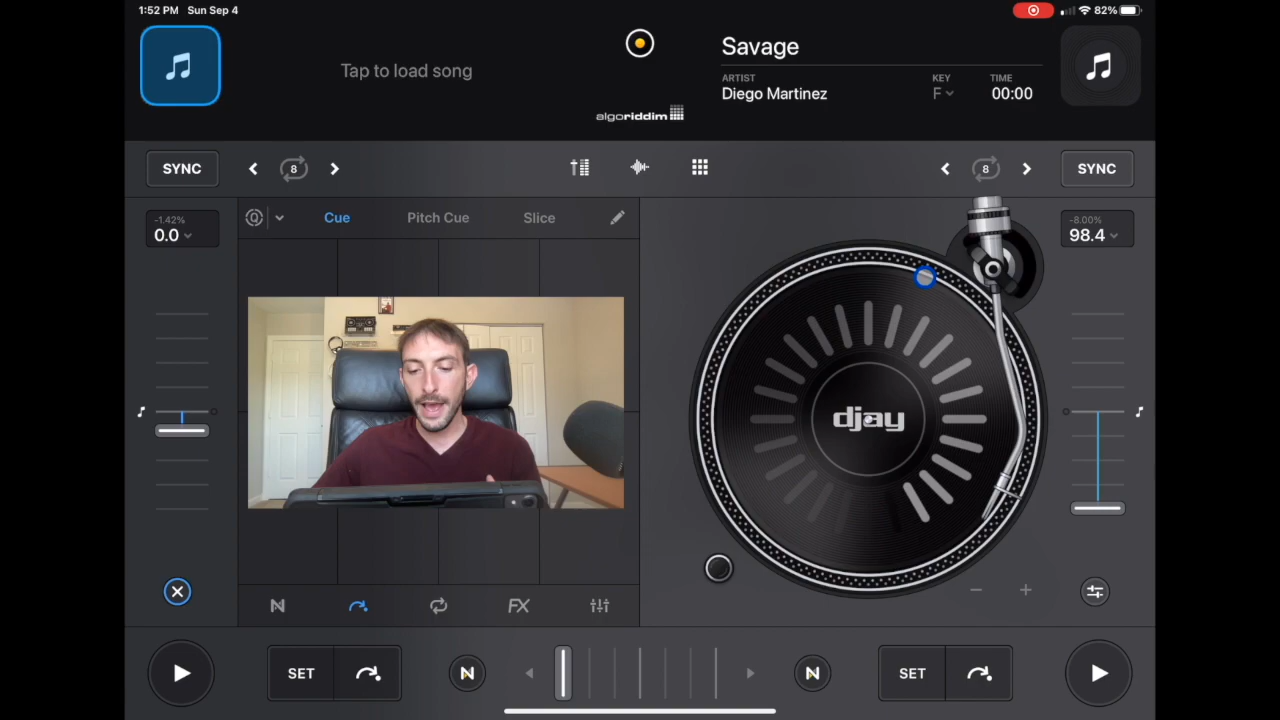 1:52 PM Sun Sep 4
82%
Tap to load song
Savage
ARTIST
Diego Martinez
KEY
F
TIME
00:00
algoriddim
SYNC
8
8
SYNC
-1.42%
0.0
Cue
Pitch Cue
Slice
-8.00%
98.4
djay
FX
SET
N
N
SET